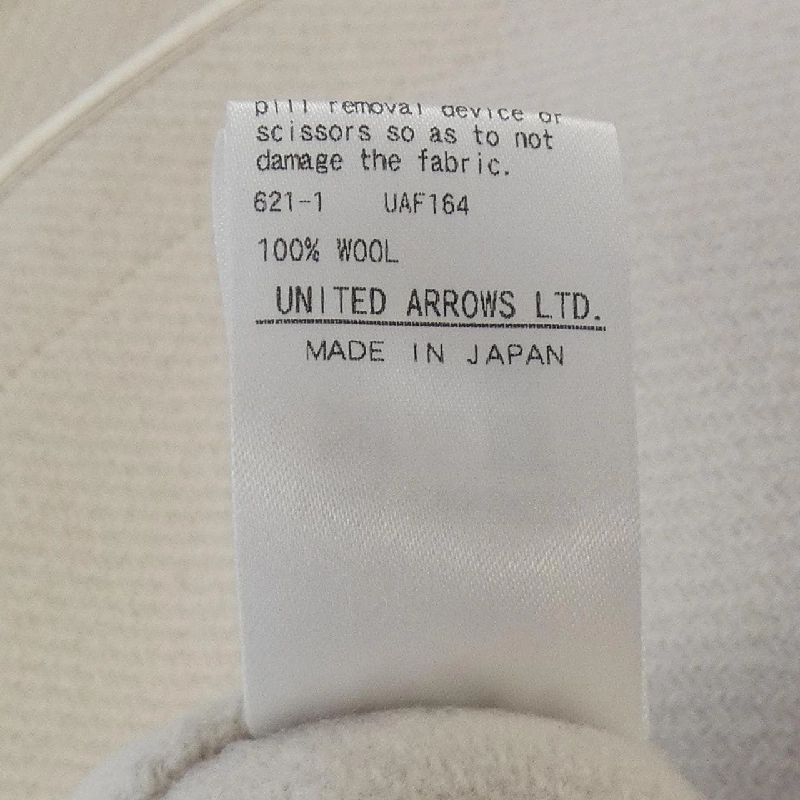 pill removal device or
scissors so as to not
damage the fabric.
621-1 UAF164
100% WOOL
UNITED ARROWS LTD.
MADE IN JAPAN